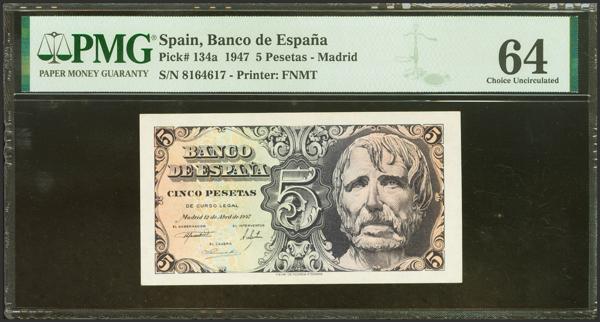 PMG
PAPER MONEY GUARANTY
Spain, Banco de España
Pick# 134a 1947 5 Pesetas - Madrid
S/N 8164617 - Printer: FNMT
64
Choice Uncirculated
5
5
BANCO
DE ESPAÑA
CINCO PESETAS
DE CURSO LEGAL
Madrid 12 de Abril de 1947
EL GOBERNADOR
EL INTERVENTOR
EL CAJERO
5
5
5